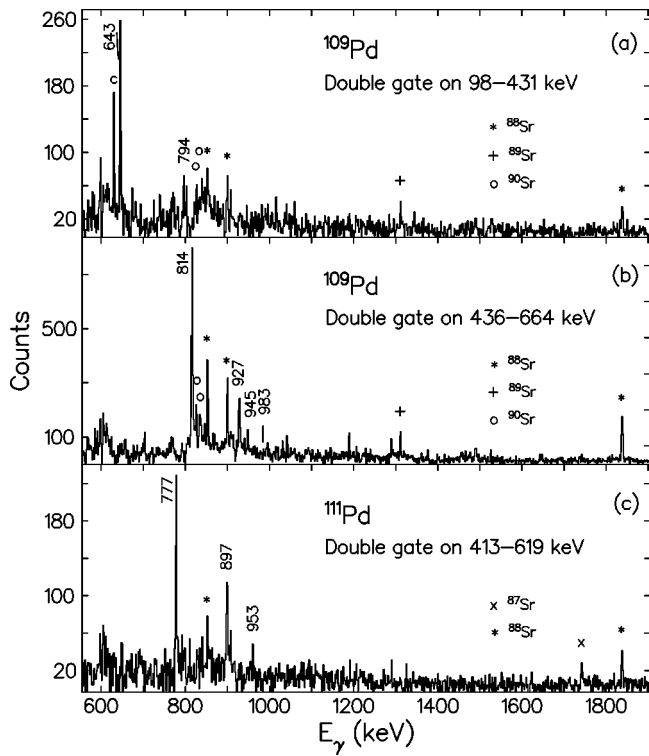 260
180
100
20
643
c
794
o
o
*
*
+
*
¹⁰⁹Pd
(a)
Double gate on 98–431 keV
* ⁸⁸Sr
+ ⁸⁹Sr
o ⁹⁰Sr
500
100
814
o
o
*
*
927
945
983
+
*
¹⁰⁹Pd
(b)
Double gate on 436–664 keV
* ⁸⁸Sr
+ ⁸⁹Sr
o ⁹⁰Sr
Counts
180
100
20
777
*
897
953
x
*
¹¹¹Pd
(c)
Double gate on 413–619 keV
x ⁸⁷Sr
* ⁸⁸Sr
600 800 1000 1200 1400 1600 1800
Eγ (keV)